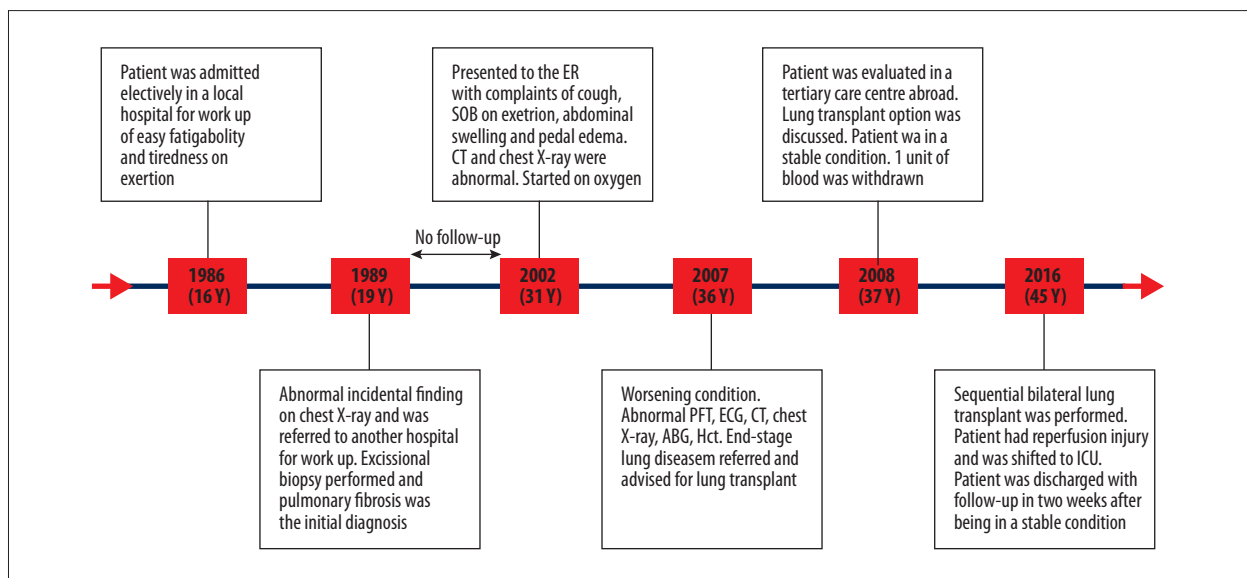 Patient was admitted
electively in a local
hospital for work up
of easy fatigabolity
and tiredness on
exertion
Presented to the ER
with complaints of cough,
SOB on exetrion, abdominal
swelling and pedal edema.
CT and chest X-ray were
abnormal. Started on oxygen
Patient was evaluated in a
tertiary care centre abroad.
Lung transplant option was
discussed. Patient wa in a
stable condition. 1 unit of
blood was withdrawn
No follow-up
1986
(16 Y)
1989
(19 Y)
2002
(31 Y)
2007
(36 Y)
2008
(37 Y)
2016
(45 Y)
Abnormal incidental finding
on chest X-ray and was
referred to another hospital
for work up. Excissional
biopsy performed and
pulmonary fibrosis was
the initial diagnosis
Worsening condition.
Abnormal PFT, ECG, CT, chest
X-ray, ABG, Hct. End-stage
lung diseasem referred and
advised for lung transplant
Sequential bilateral lung
transplant was performed.
Patient had reperfusion injury
and was shifted to ICU.
Patient was discharged with
follow-up in two weeks after
being in a stable condition